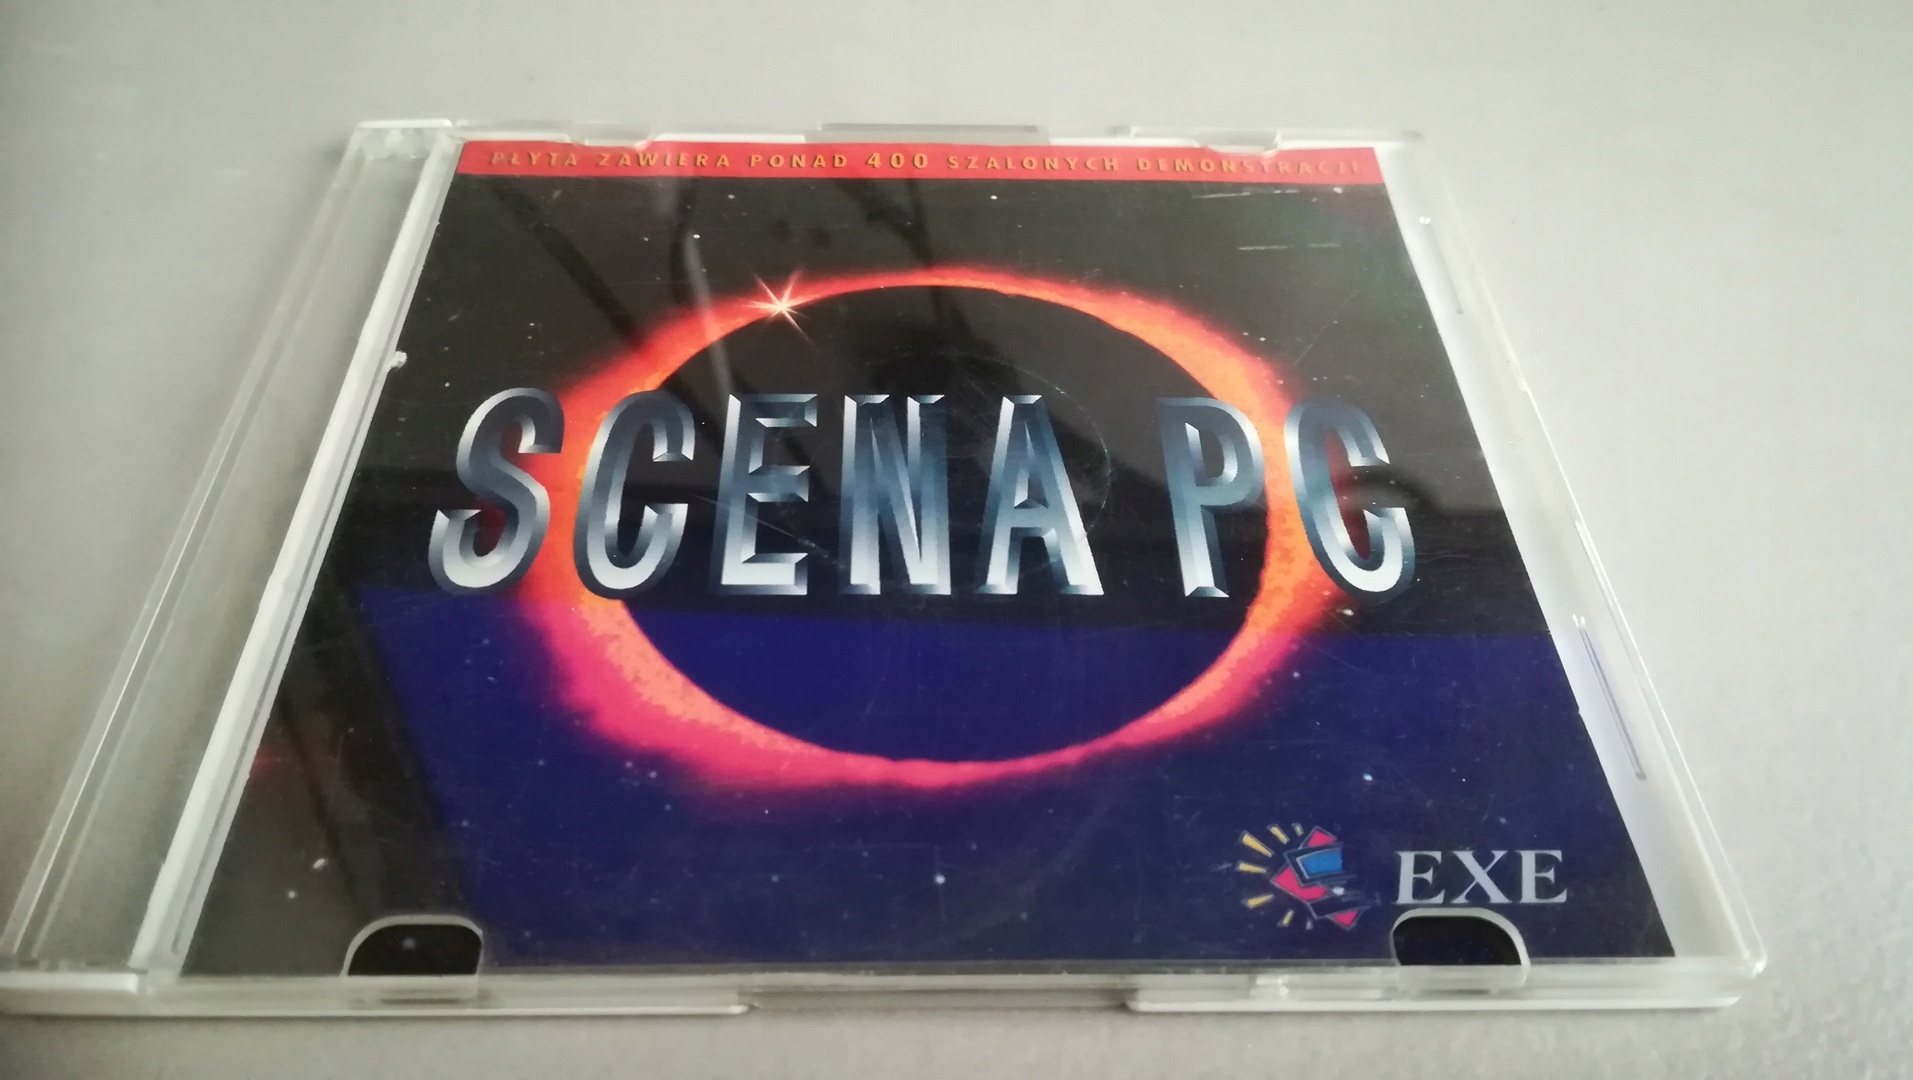 PŁYTA ZAWIERA PONAD 400 SZALONYCH DEMONSTRACJI
SCENA PC
EXE